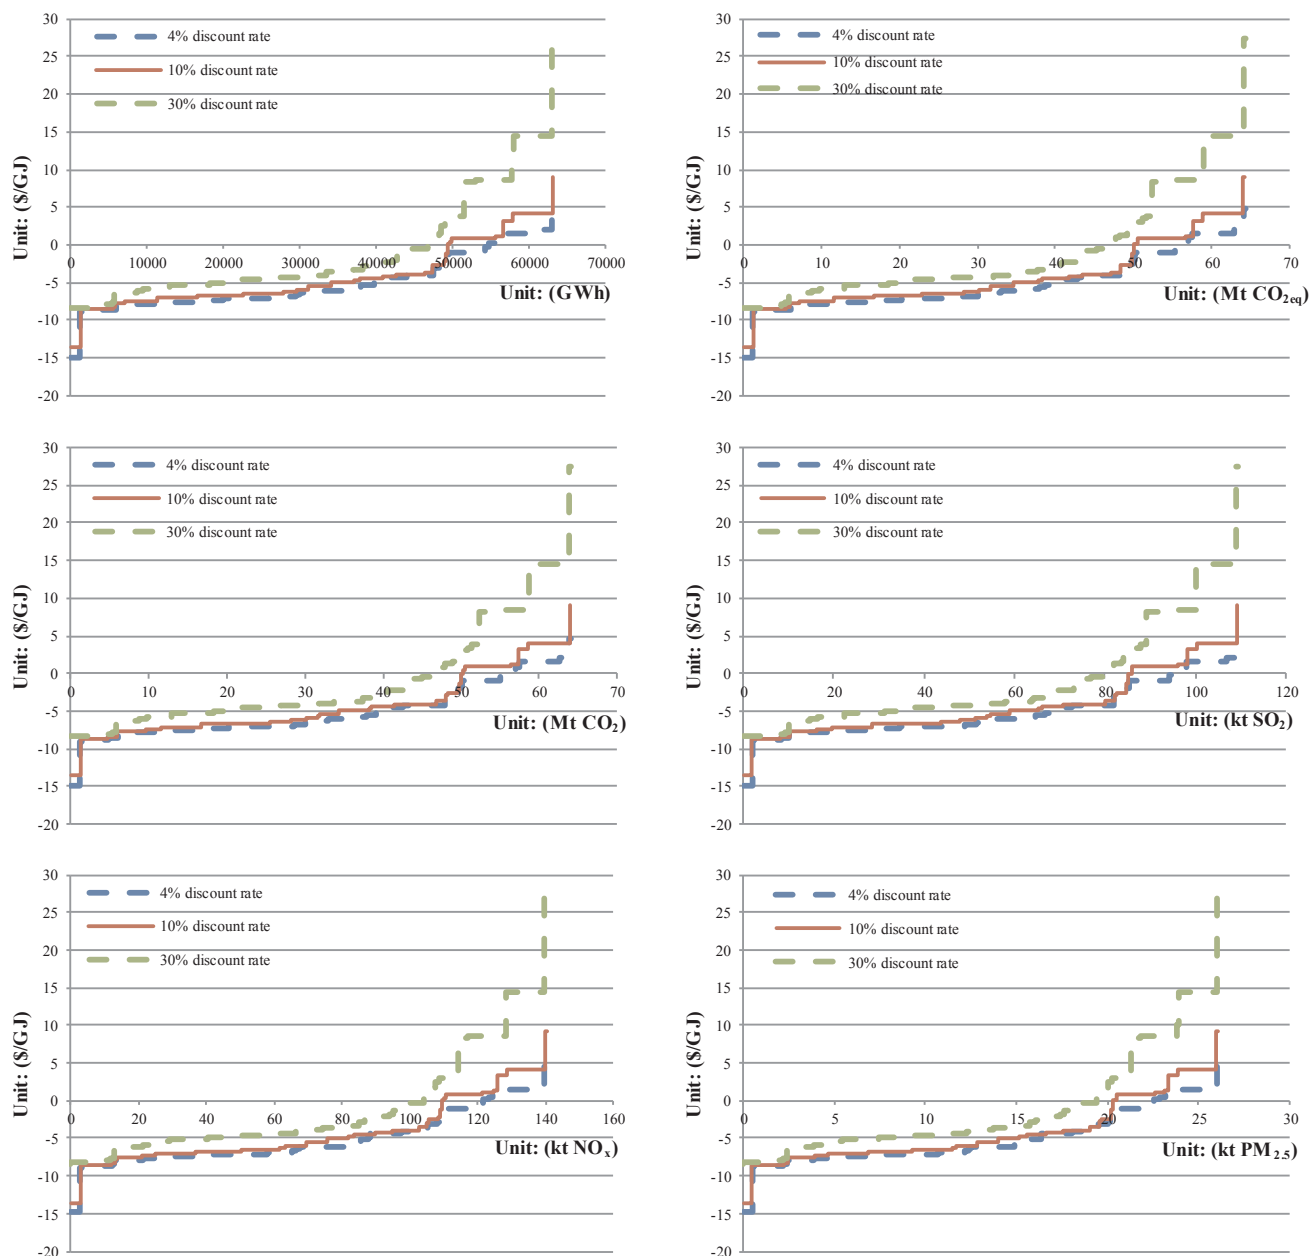 30
25
20
15
10
5
0
-5
-10
-15
-20
Unit: ($/GJ)
4% discount rate
10% discount rate
30% discount rate
10000 20000 30000 40000 50000 60000 70000
Unit: (GWh)
30
25
20
15
10
5
0
-5
-10
-15
-20
Unit: ($/GJ)
4% discount rate
10% discount rate
30% discount rate
0 10 20 30 40 50 60 70
Unit: (Mt CO2eq)
30
25
20
15
10
5
0
-5
-10
-15
-20
Unit: ($/GJ)
4% discount rate
10% discount rate
30% discount rate
0 10 20 30 40 50 60 70
Unit: (Mt CO2)
30
25
20
15
10
5
0
-5
-10
-15
-20
Unit: ($/GJ)
4% discount rate
10% discount rate
30% discount rate
0 20 40 60 80 100 120
Unit: (kt SO2)
30
25
20
15
10
5
0
-5
-10
-15
-20
Unit: ($/GJ)
4% discount rate
10% discount rate
30% discount rate
0 20 40 60 80 100 120 140 160
Unit: (kt NOx)
30
25
20
15
10
5
0
-5
-10
-15
-20
Unit: ($/GJ)
4% discount rate
10% discount rate
30% discount rate
0 5 10 15 20 25 30
Unit: (kt PM2.5)